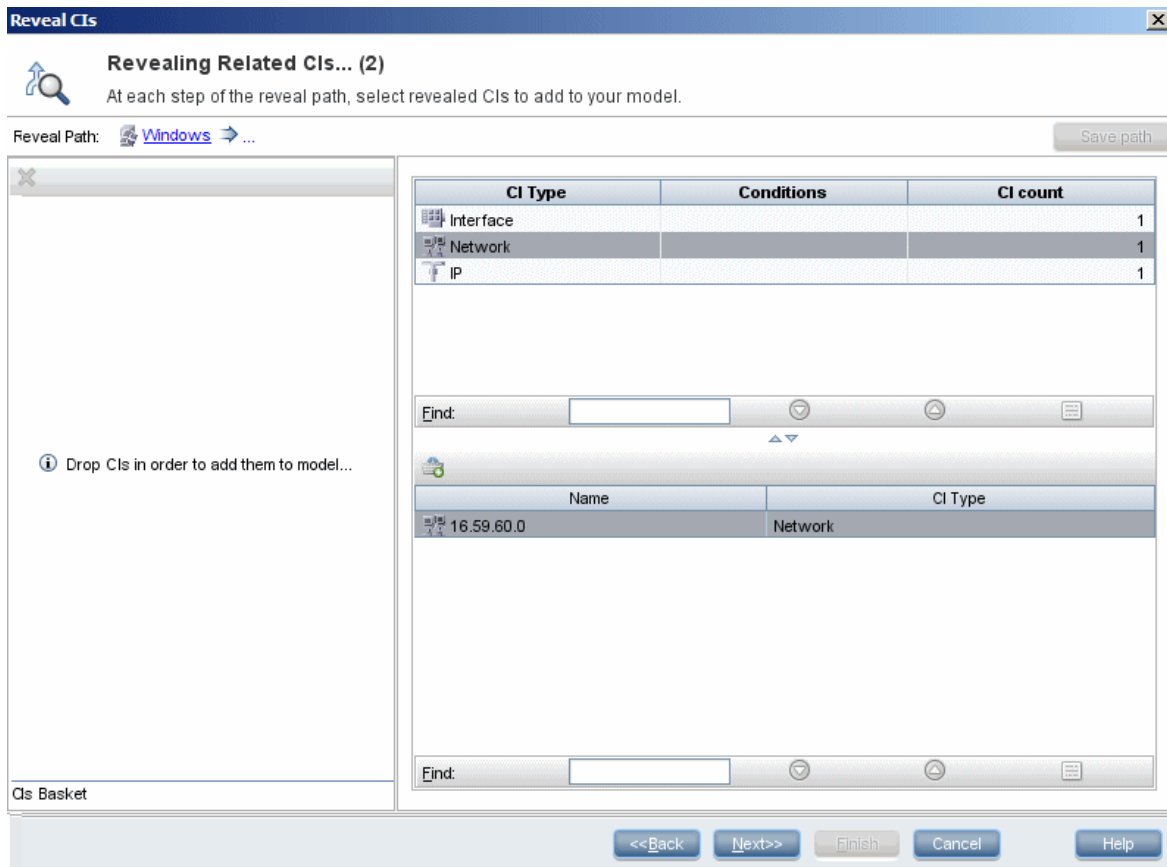 Reveal CIs
Revealing Related CIs... (2)
At each step of the reveal path, select revealed CIs to add to your model.
Reveal Path: Windows ...
Save path
CI Type Conditions CI count
Interface 1
Network 1
IP 1
Find:
Drop CIs in order to add them to model...
Name CI Type
16.59.60.0 Network
Find:
CIs Basket
<<Back Next>> Finish Cancel Help